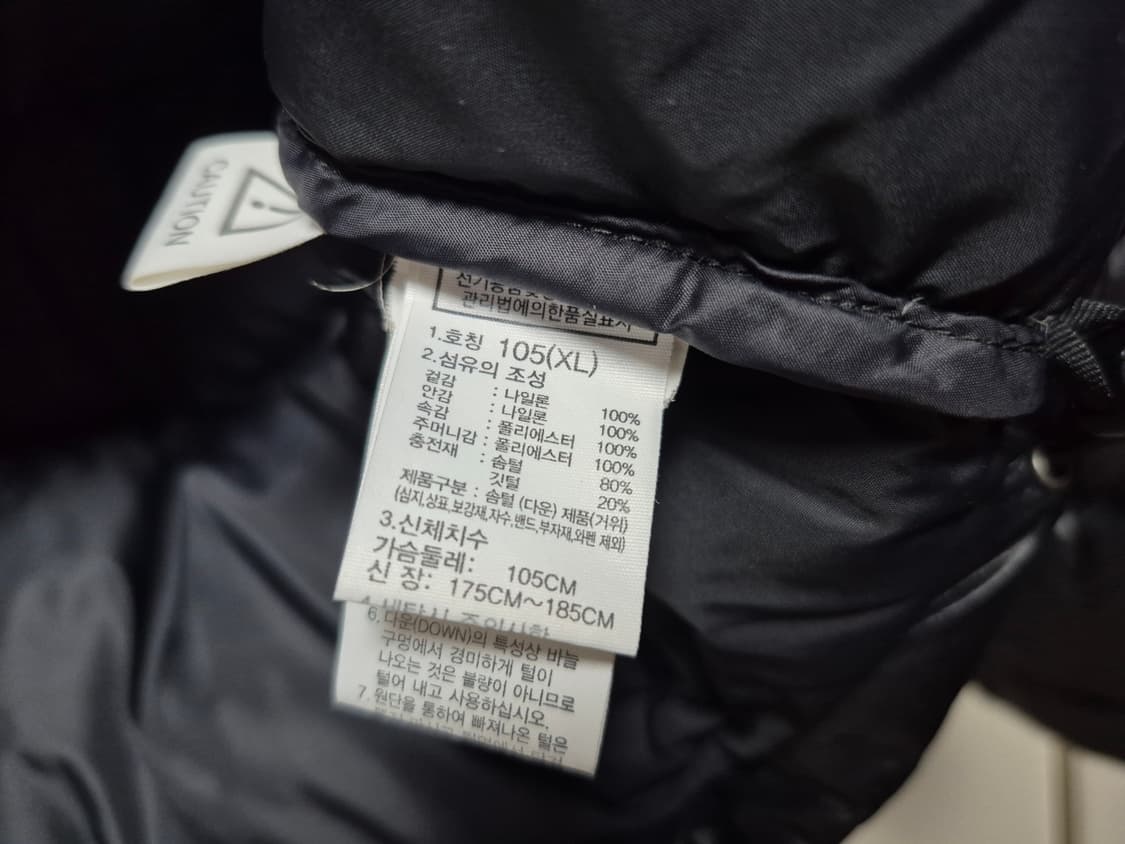 CAUTION
관리법에의한품질표시
1.호칭 105(XL)
2.섬유의 조성
겉감 : 나일론 100%
안감 : 나일론 100%
속감 : 폴리에스터 100%
주머니감 : 폴리에스터 100%
충전재 : 솜털 80%
깃털 20%
제품구분 : 솜털 (다운) 제품(거위)
(심지,상표,보강재,자수,밴드,부자재,와펜 제외)
3.신체치수
가슴둘레: 105CM
신 장: 175CM~185CM
6.다운(DOWN)의 특성상 바늘
구멍에서 경미하게 털이
나오는 것은 불량이 아니므로
털어 내고 사용하십시오.
7.원단을 통하여 빠져나온 털은